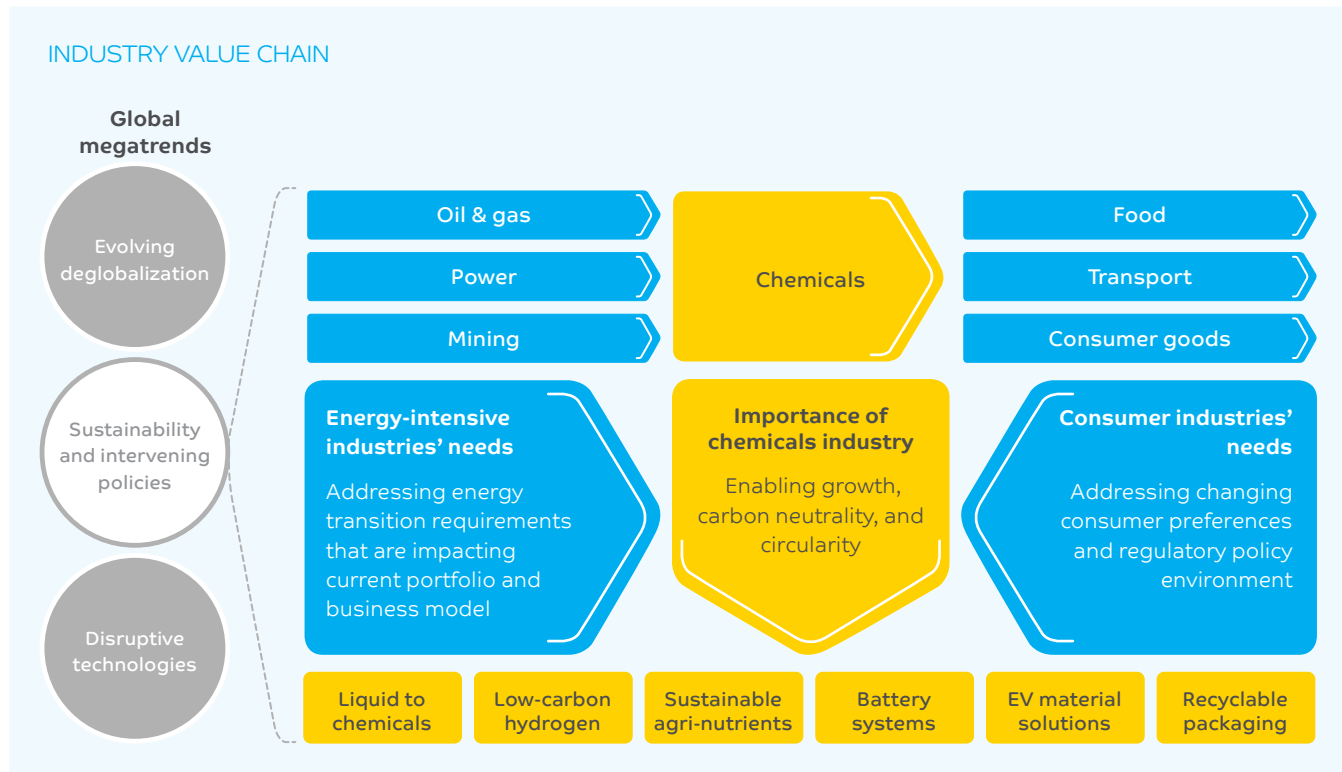 INDUSTRY VALUE CHAIN
Global
megatrends
Evolving
deglobalization
Sustainability
and intervening
policies
Disruptive
technologies
Oil & gas
Power
Mining
Chemicals
Food
Transport
Consumer goods
Energy-intensive
industries’ needs
Addressing energy
transition requirements
that are impacting
current portfolio and
business model
Importance of
chemicals industry
Enabling growth,
carbon neutrality, and
circularity
Consumer industries’
needs
Addressing changing
consumer preferences
and regulatory policy
environment
Liquid to
chemicals
Low-carbon
hydrogen
Sustainable
agri-nutrients
Battery
systems
EV material
solutions
Recyclable
packaging